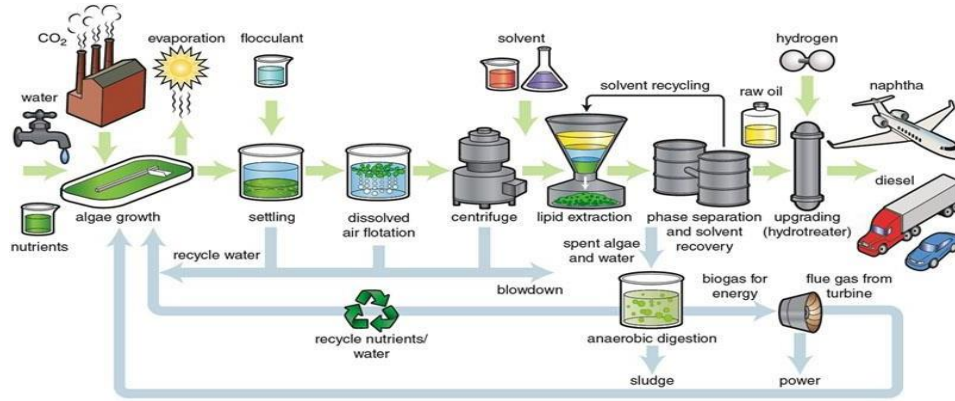 CO2
evaporation
flocculant
solvent
hydrogen
water
solvent recycling
raw oil
naphtha
diesel
nutrients
algae growth
settling
dissolved
air flotation
centrifuge
lipid extraction
phase separation
and solvent
recovery
upgrading
(hydrotreater)
recycle water
blowdown
spent algae
and water
biogas for
energy
flue gas from
turbine
recycle nutrients/
water
anaerobic digestion
sludge
power